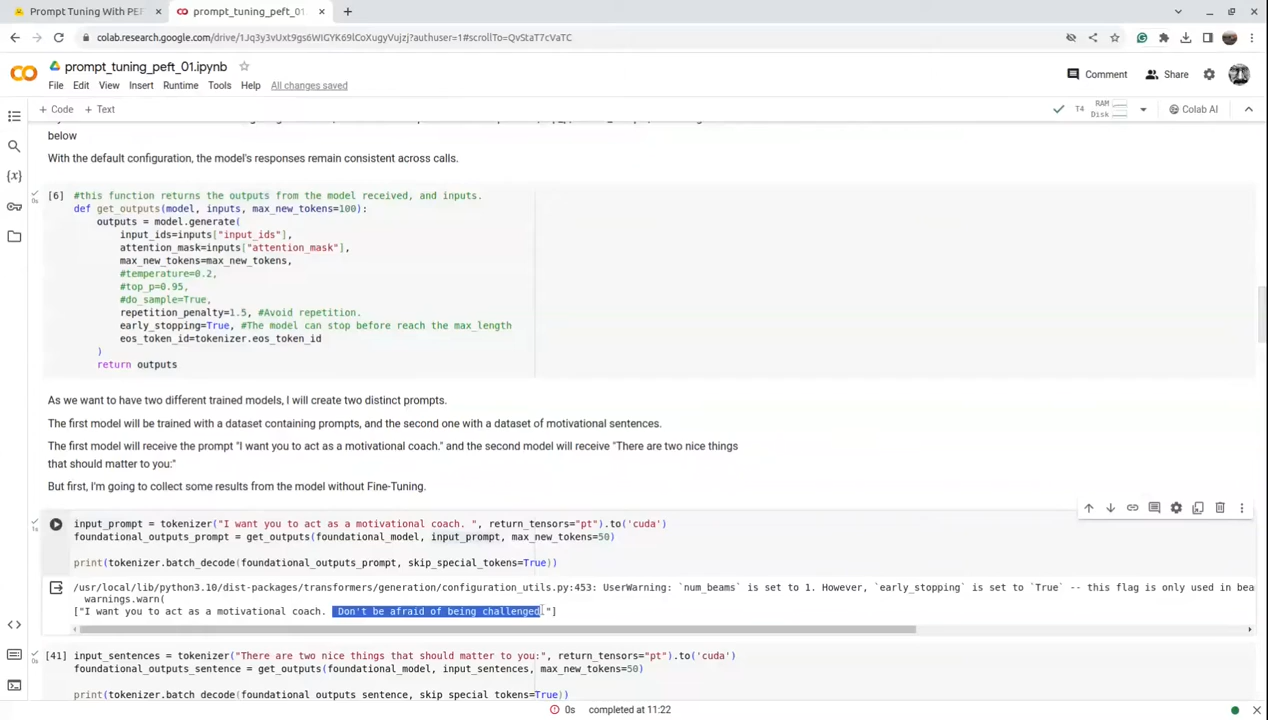 Prompt Tuning With PEF
prompt_tuning_peft_01.i
colab.research.google.com/drive/1Jq3y3vUxt9gs6WIGYK69lCoXugyVujzj?authuser=1#scrollTo=QvStaT7cVaTC
prompt_tuning_peft_01.ipynb
Comment
Share
File Edit View Insert Runtime Tools Help All changes saved
+ Code + Text
T4 RAM Disk
Colab AI
below
With the default configuration, the model's responses remain consistent across calls.
[6] #this function returns the outputs from the model received, and inputs.
0s
def get_outputs(model, inputs, max_new_tokens=100):
outputs = model.generate(
input_ids=inputs["input_ids"],
attention_mask=inputs["attention_mask"],
max_new_tokens=max_new_tokens,
#temperature=0.2,
#top_p=0.95,
#do_sample=True,
repetition_penalty=1.5, #Avoid repetition.
early_stopping=True, #The model can stop before reach the max_length
eos_token_id=tokenizer.eos_token_id
)
return outputs
As we want to have two different trained models, I will create two distinct prompts.
The first model will be trained with a dataset containing prompts, and the second one with a dataset of motivational sentences.
The first model will receive the prompt "I want you to act as a motivational coach." and the second model will receive "There are two nice things
that should matter to you:"
But first, I'm going to collect some results from the model without Fine-Tuning.
1s
input_prompt = tokenizer("I want you to act as a motivational coach. ", return_tensors="pt").to('cuda')
foundational_outputs_prompt = get_outputs(foundational_model, input_prompt, max_new_tokens=50)
print(tokenizer.batch_decode(foundational_outputs_prompt, skip_special_tokens=True))
/usr/local/lib/python3.10/dist-packages/transformers/generation/configuration_utils.py:453: UserWarning: `num_beams` is set to 1. However, `early_stopping` is set to `True` -- this flag is only used in bea
warnings.warn(
["I want you to act as a motivational coach.  Don't be afraid of being challenged."]
[41] input_sentences = tokenizer("There are two nice things that should matter to you:", return_tensors="pt").to('cuda')
0s
foundational_outputs_sentence = get_outputs(foundational_model, input_sentences, max_new_tokens=50)
print(tokenizer.batch_decode(foundational_outputs_sentence, skip_special_tokens=True))
0s completed at 11:22